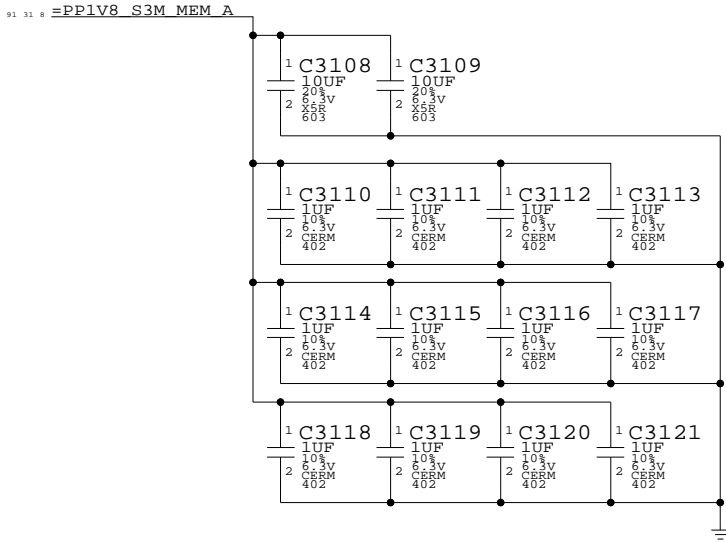 91 31 8 =PP1V8_S3M_MEM_A
1 C3108 1 C3109
10UF 10UF
20% 20%
6.3V 6.3V
2 X5R 2 X5R
603 603
1 C3110 1 C3111 1 C3112 1 C3113
1UF 1UF 1UF 1UF
10% 10% 10% 10%
2 6.3V 2 6.3V 2 6.3V 2 6.3V
CERM CERM CERM CERM
402 402 402 402
1 C3114 1 C3115 1 C3116 1 C3117
1UF 1UF 1UF 1UF
10% 10% 10% 10%
2 6.3V 2 6.3V 2 6.3V 2 6.3V
CERM CERM CERM CERM
402 402 402 402
1 C3118 1 C3119 1 C3120 1 C3121
1UF 1UF 1UF 1UF
10% 10% 10% 10%
2 6.3V 2 6.3V 2 6.3V 2 6.3V
CERM CERM CERM CERM
402 402 402 402